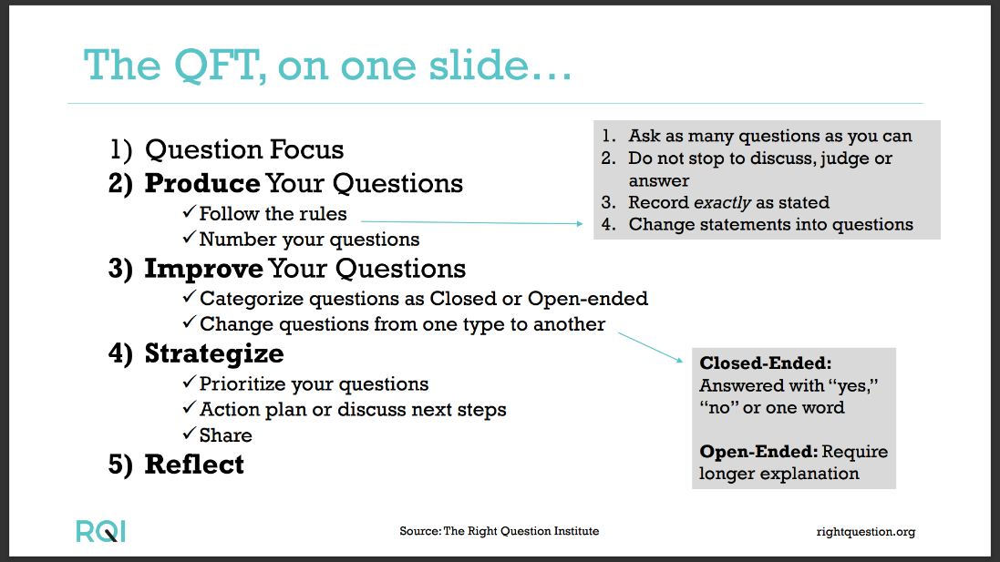 The QFT, on one slide…
1) Question Focus
2) Produce Your Questions
✓Follow the rules
✓Number your questions
3) Improve Your Questions
✓Categorize questions as Closed or Open-ended
✓Change questions from one type to another
4) Strategize
✓Prioritize your questions
✓Action plan or discuss next steps
✓Share
5) Reflect
1. Ask as many questions as you can
2. Do not stop to discuss, judge or
answer
3. Record exactly as stated
4. Change statements into questions
Closed-Ended:
Answered with “yes,”
“no” or one word
Open-Ended: Require
longer explanation
RQI
Source: The Right Question Institute
rightquestion.org